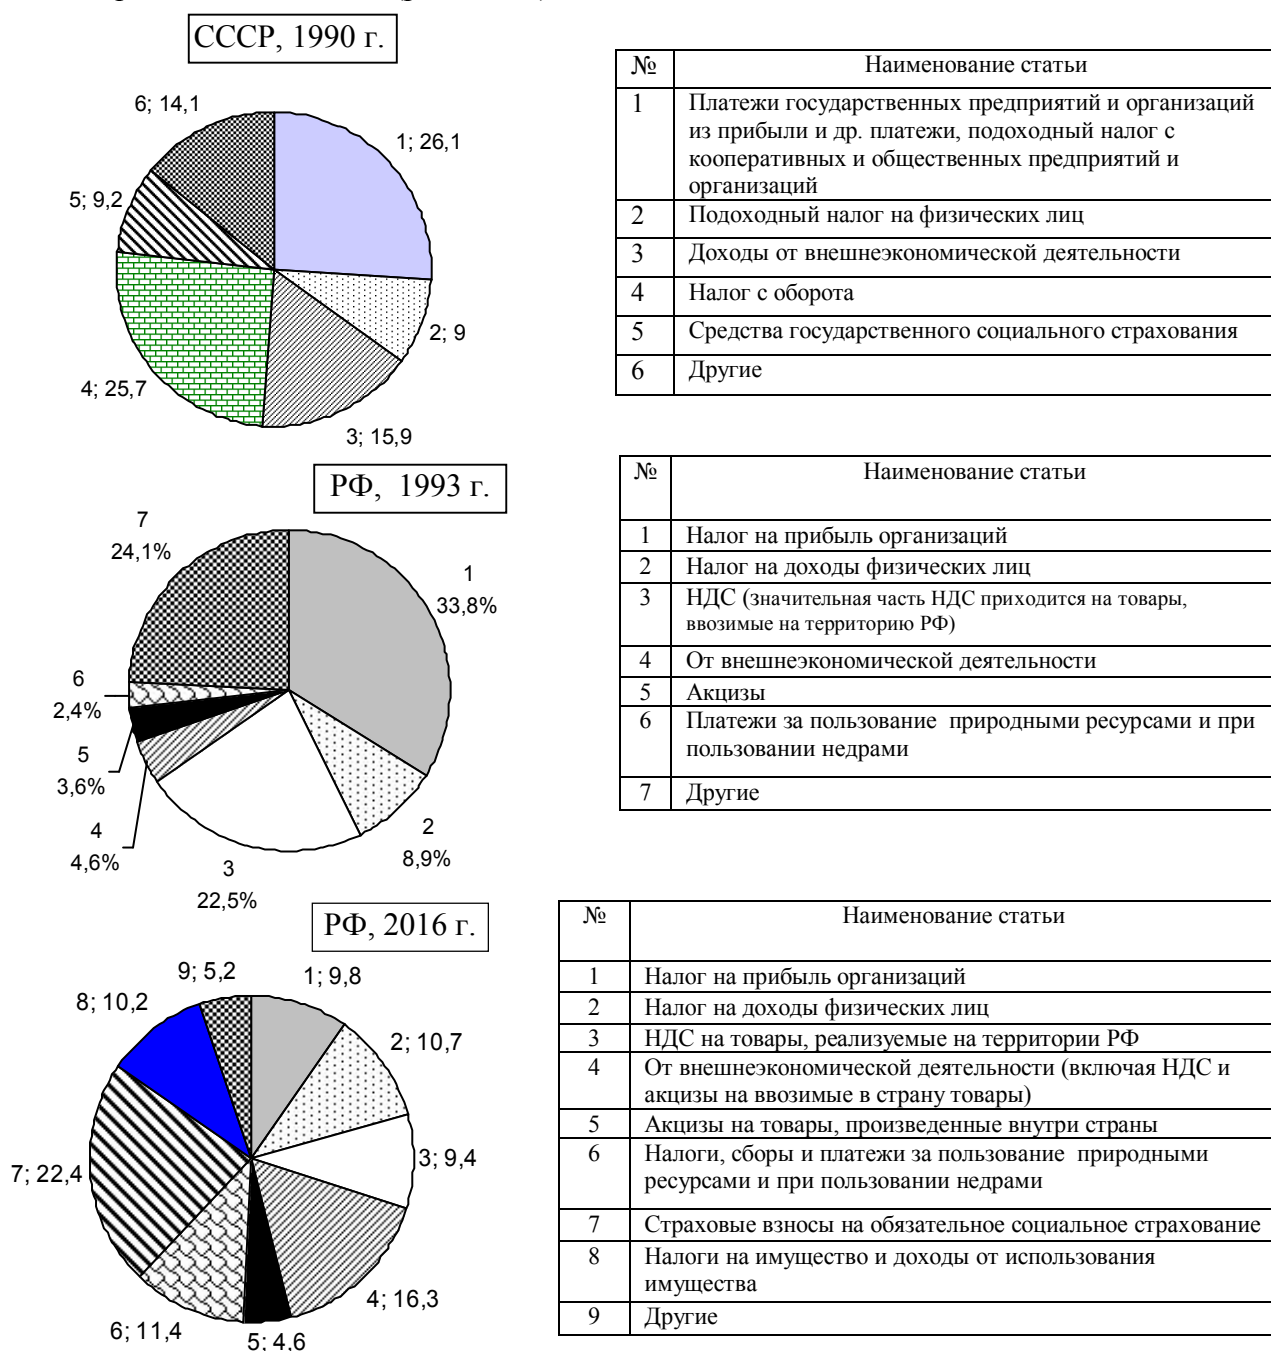 СССР, 1990 г.
6; 14,1
1; 26,1
5; 9,2
2; 9
4; 25,7
3; 15,9
№ Наименование статьи
1 Платежи государственных предприятий и организаций
из прибыли и др. платежи, подоходный налог с
кооперативных и общественных предприятий и
организаций
2 Подоходный налог на физических лиц
3 Доходы от внешнеэкономической деятельности
4 Налог с оборота
5 Средства государственного социального страхования
6 Другие
РФ, 1993 г.
7
24,1%
1
33,8%
6
2,4%
5
3,6%
4
4,6%
3
22,5%
2
8,9%
№ Наименование статьи
1 Налог на прибыль организаций
2 Налог на доходы физических лиц
3 НДС (значительная часть НДС приходится на товары,
ввозимые на территорию РФ)
4 От внешнеэкономической деятельности
5 Акцизы
6 Платежи за пользование природными ресурсами и при
пользовании недрами
7 Другие
РФ, 2016 г.
9; 5,2
1; 9,8
8; 10,2
2; 10,7
7; 22,4
3; 9,4
6; 11,4
5; 4,6
4; 16,3
№ Наименование статьи
1 Налог на прибыль организаций
2 Налог на доходы физических лиц
3 НДС на товары, реализуемые на территории РФ
4 От внешнеэкономической деятельности (включая НДС и
акцизы на ввозимые в страну товары)
5 Акцизы на товары, произведенные внутри страны
6 Налоги, сборы и платежи за пользование природными
ресурсами и при пользовании недрами
7 Страховые взносы на обязательное социальное страхование
8 Налоги на имущество и доходы от использования
имущества
9 Другие